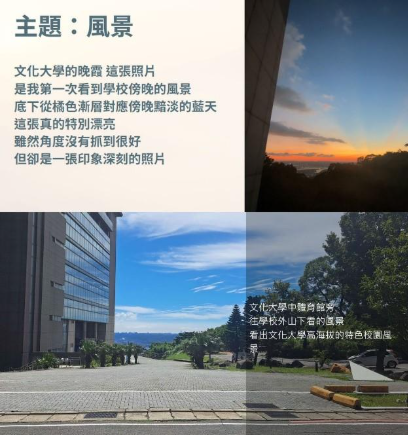 主題：風景
文化大學的晚霞 這張照片
是我第一次看到學校傍晚的風景
底下從橘色漸層對應傍晚黯淡的藍天
這張真的特別漂亮
雖然角度沒有抓到很好
但卻是一張印象深刻的照片
文化大學中體育館旁
往學校外山下看的風景
看出文化大學高海拔的特色校園風
景